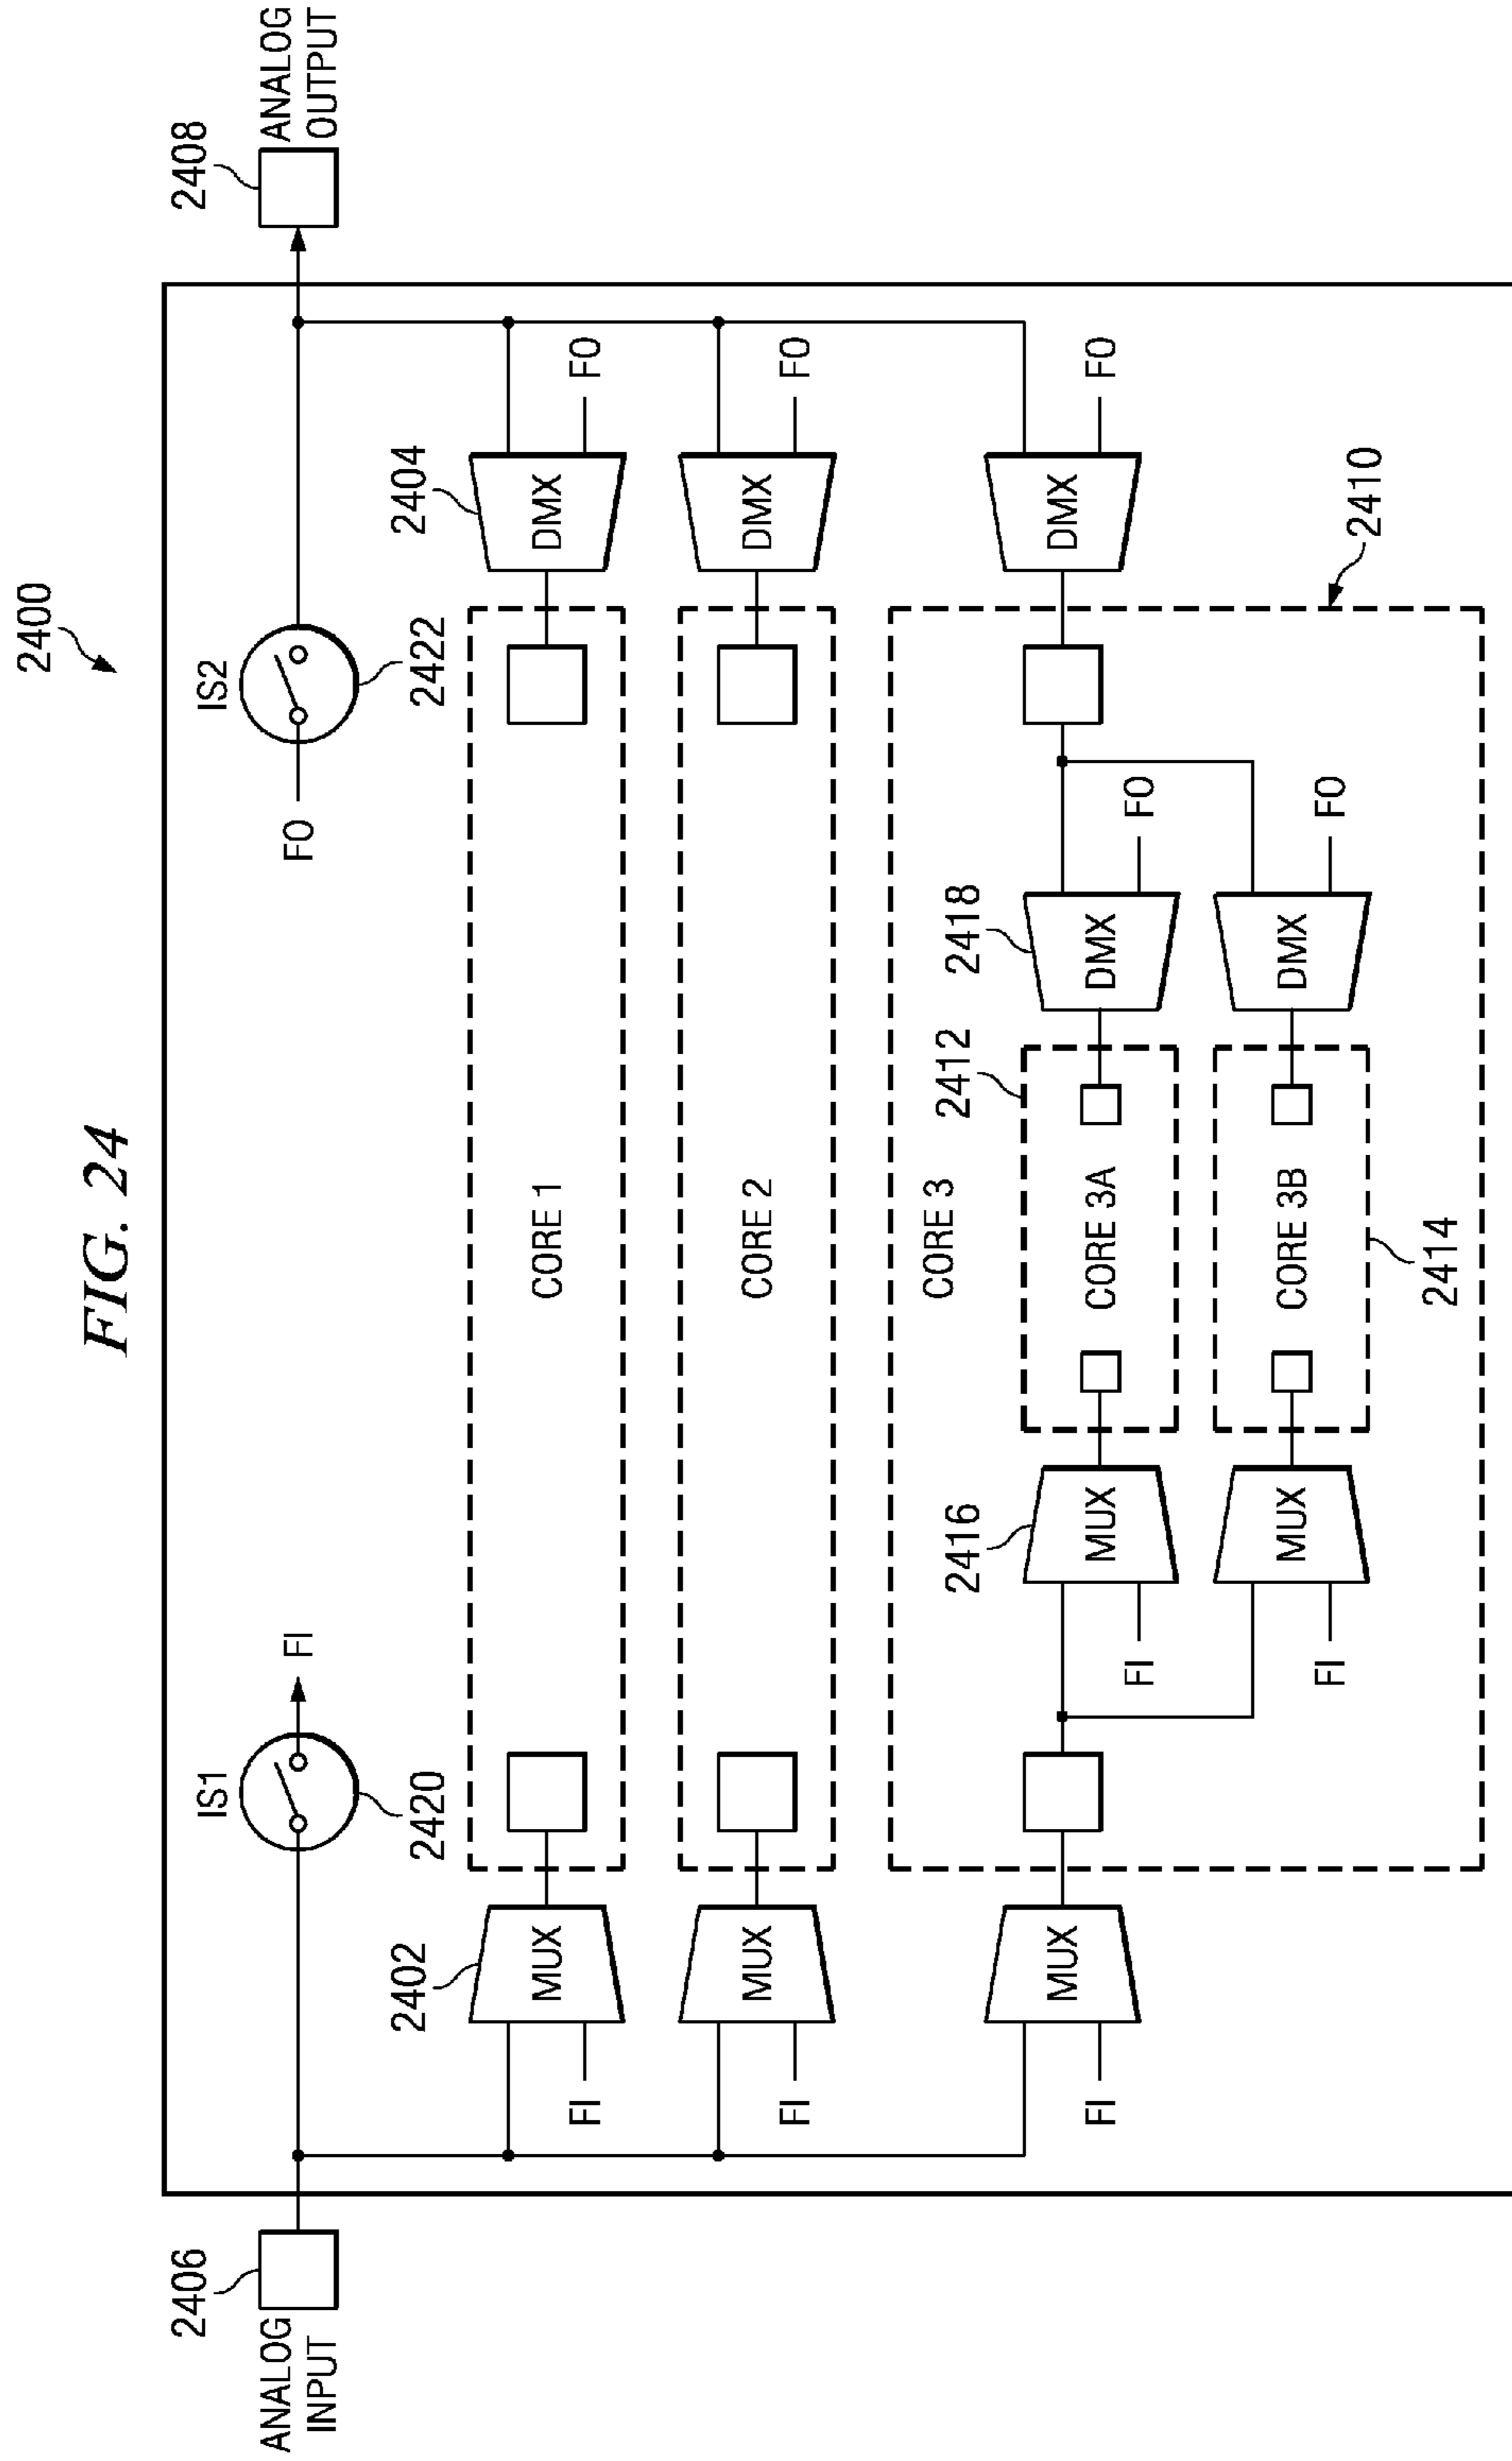 FIG. 24
2400
2406
ANALOG
INPUT
IS1
2420
FI
FO
IS2
2422
2408
ANALOG
OUTPUT
2402
MUX
FI
CORE 1
2404
DMX
FO
MUX
FI
CORE 2
DMX
FO
MUX
FI
CORE 3
DMX
FO
2410
2416
MUX
FI
2412
CORE 3A
2418
DMX
FO
MUX
FI
CORE 3B
2414
DMX
FO